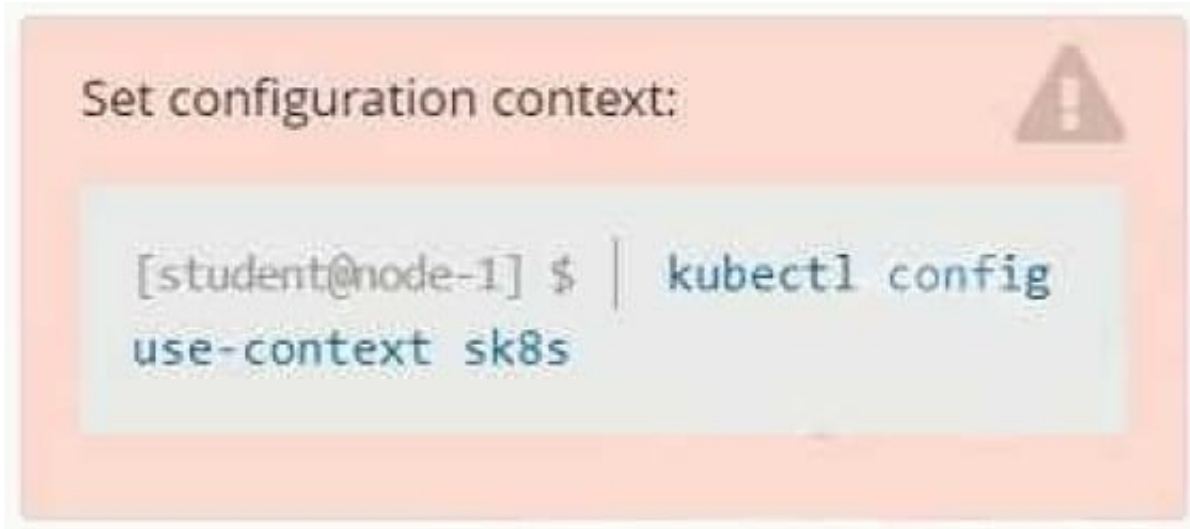 Set configuration context:
[student@node-1] $ | kubectl config
use-context sk8s